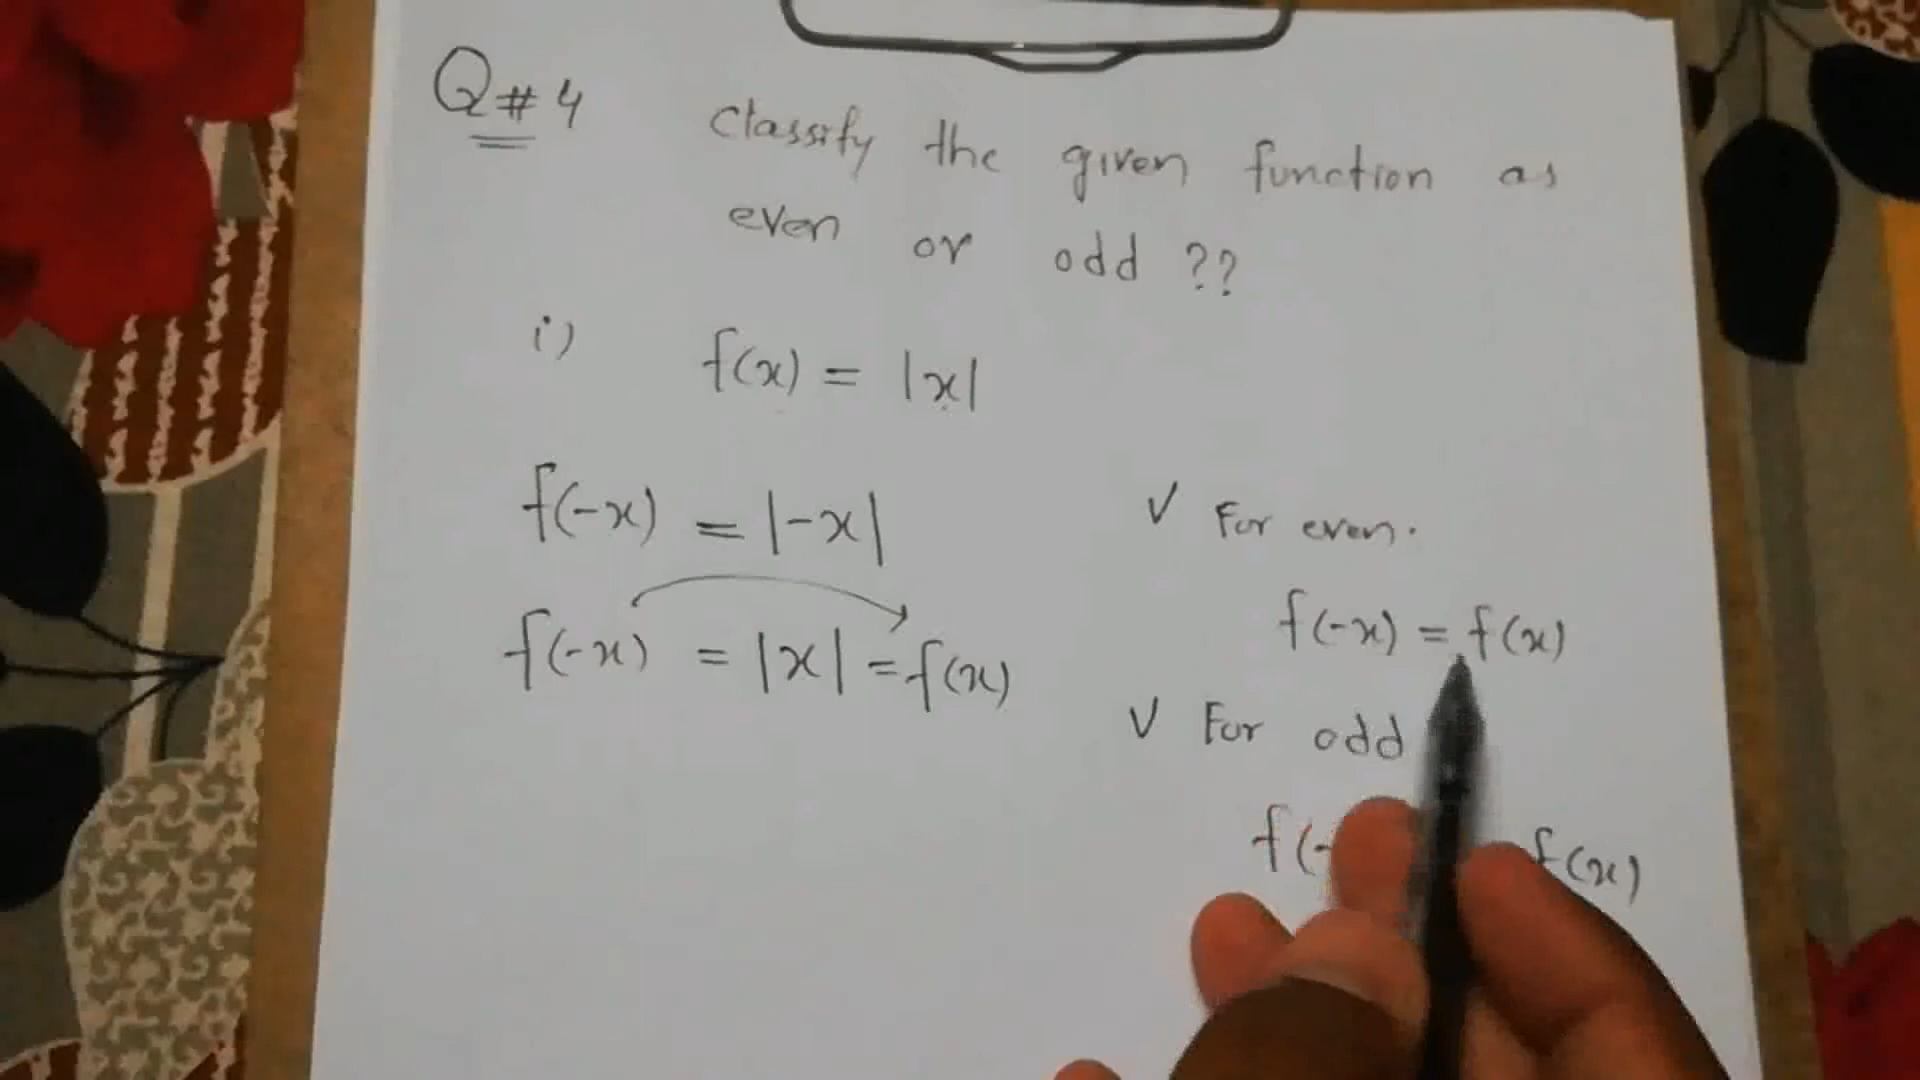 Q#4 Classify the given function as
even or odd ??
i) f(x) = |x|
f(-x) = |-x|
f(-x) = |x| = f(x)
✓ For even.
f(-x) = f(x)
✓ For odd
f(- f(x)